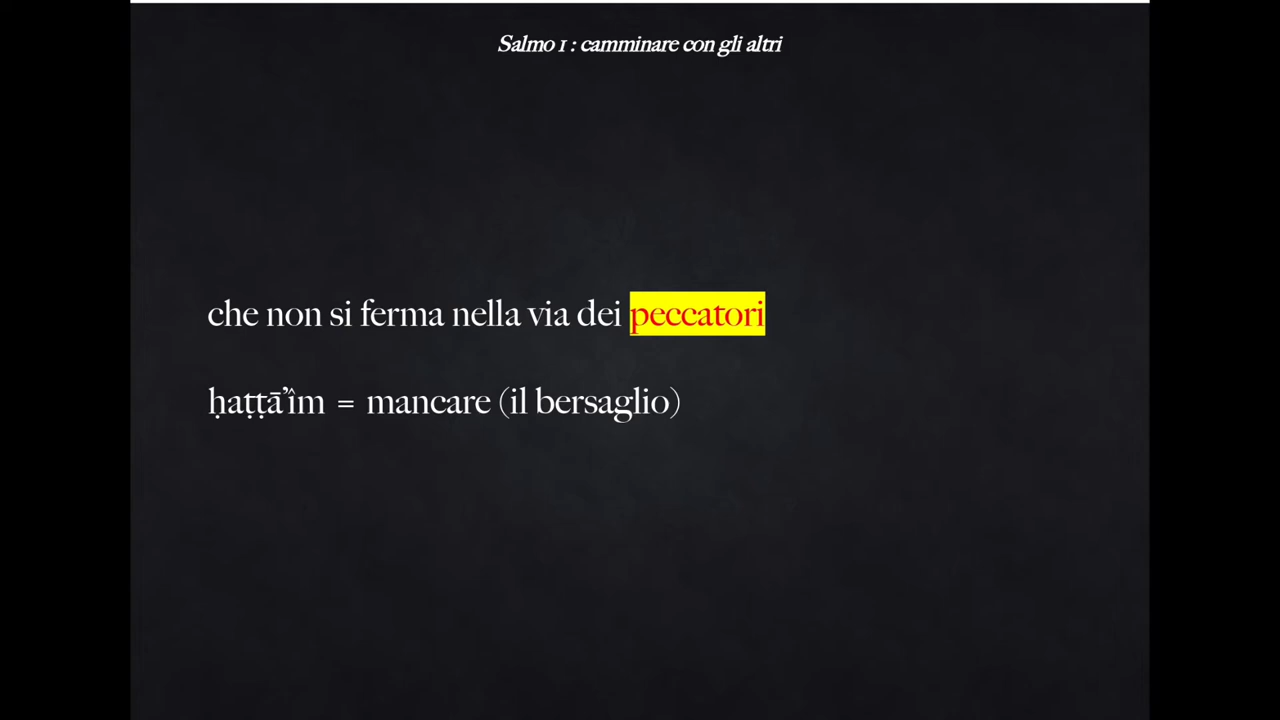 Salmo 1 : camminare con gli altri
che non si ferma nella via dei peccatori
ḥaṭṭā’îm = mancare (il bersaglio)